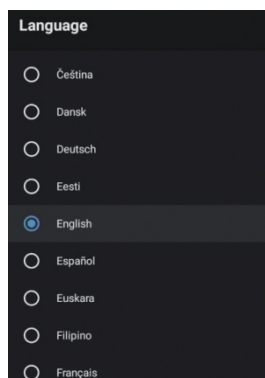 Language
Čeština
Dansk
Deutsch
Eesti
English
Español
Euskara
Filipino
Français